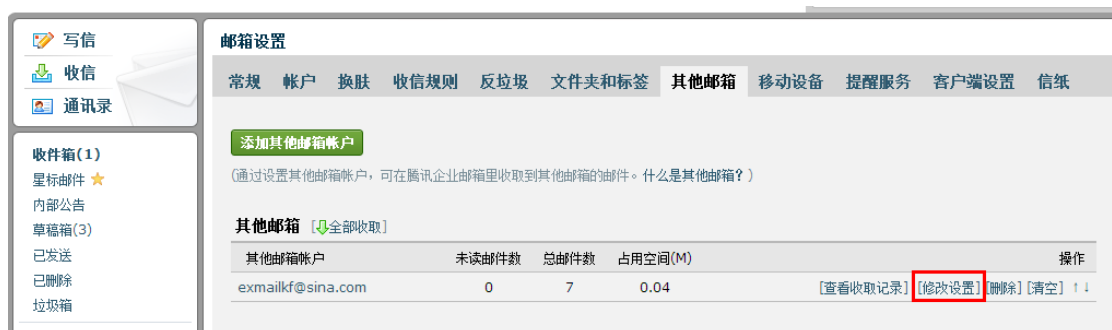 写信
收信
通讯录
收件箱(1)
星标邮件
内部公告
草稿箱(3)
已发送
已删除
垃圾箱
邮箱设置
常规 帐户 换肤 收信规则 反垃圾 文件夹和标签 其他邮箱 移动设备 提醒服务 客户端设置 信纸
添加其他邮箱帐户
(通过设置其他邮箱帐户，可在腾讯企业邮箱里收取到其他邮箱的邮件。什么是其他邮箱？)
其他邮箱 [全部收取]
其他邮箱帐户 未读邮件数 总邮件数 占用空间(M) 操作
exmailkf@sina.com 0 7 0.04 [查看收取记录] [修改设置] [删除] [清空] ↑↓